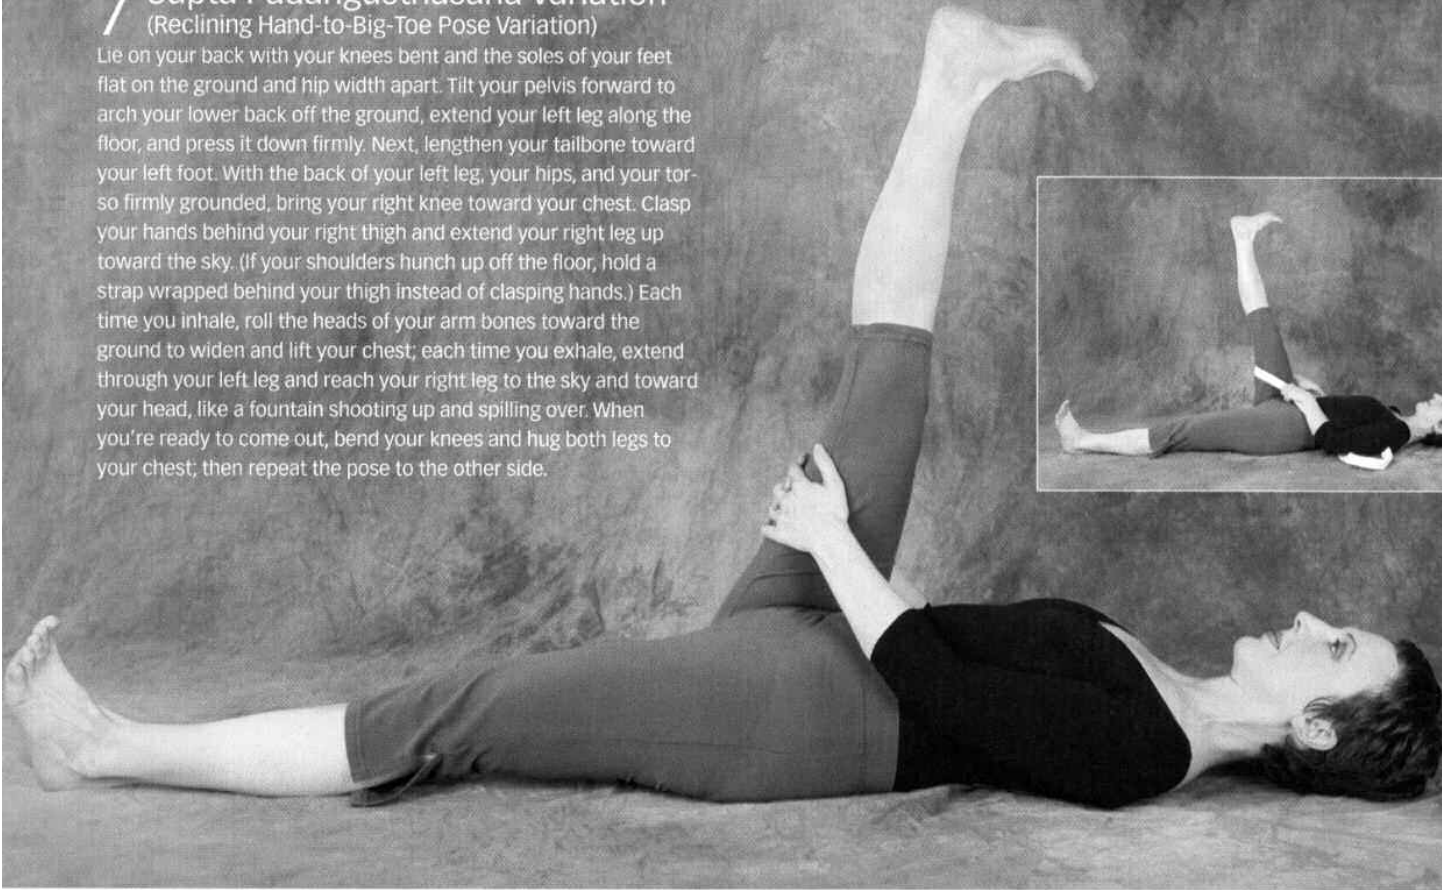 7 Supta Padangusthasana Variation
(Reclining Hand-to-Big-Toe Pose Variation)
Lie on your back with your knees bent and the soles of your feet
flat on the ground and hip width apart. Tilt your pelvis forward to
arch your lower back off the ground, extend your left leg along the
floor, and press it down firmly. Next, lengthen your tailbone toward
your left foot. With the back of your left leg, your hips, and your tor-
so firmly grounded, bring your right knee toward your chest. Clasp
your hands behind your right thigh and extend your right leg up
toward the sky. (If your shoulders hunch up off the floor, hold a
strap wrapped behind your thigh instead of clasping hands.) Each
time you inhale, roll the heads of your arm bones toward the
ground to widen and lift your chest; each time you exhale, extend
through your left leg and reach your right leg to the sky and toward
your head, like a fountain shooting up and spilling over. When
you're ready to come out, bend your knees and hug both legs to
your chest; then repeat the pose to the other side.